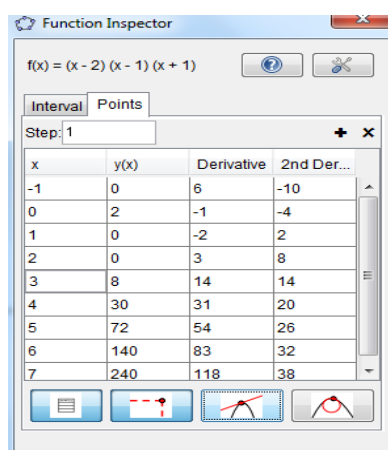 Function Inspector
f(x) = (x - 2) (x - 1) (x + 1)
Interval Points
Step: 1
x y(x) Derivative 2nd Der...
-1 0 6 -10
0 2 -1 -4
1 0 -2 2
2 0 3 8
3 8 14 14
4 30 31 20
5 72 54 26
6 140 83 32
7 240 118 38